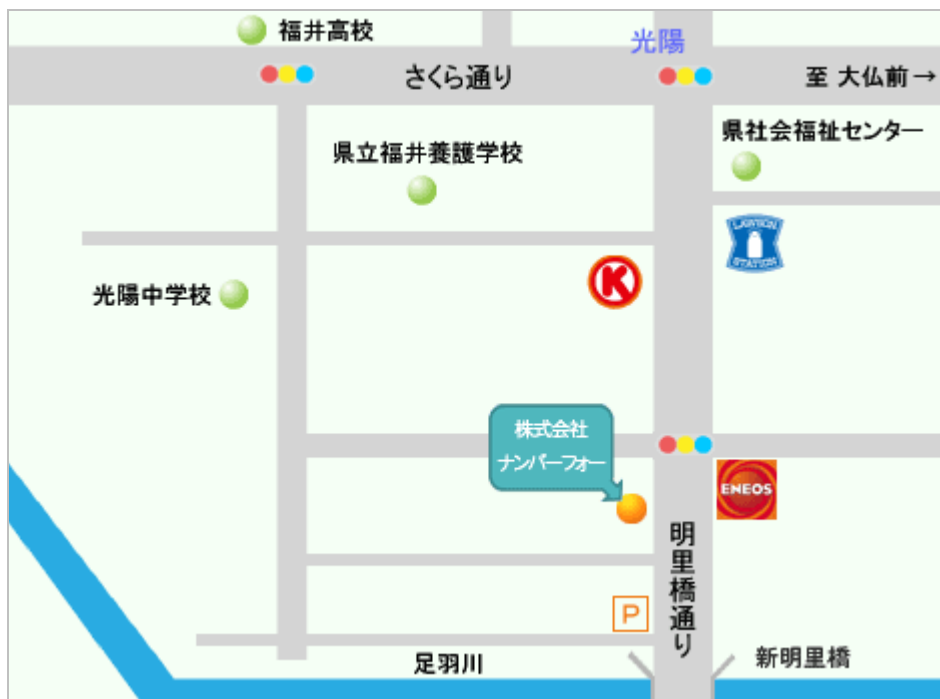 福井高校
光陽
さくら通り
至 大仏前→
県社会福祉センター
県立福井養護学校
LAWSON
STATION
K
光陽中学校
株式会社
ナンバーフォー
ENEOS
明里橋通り
P
足羽川
新明里橋